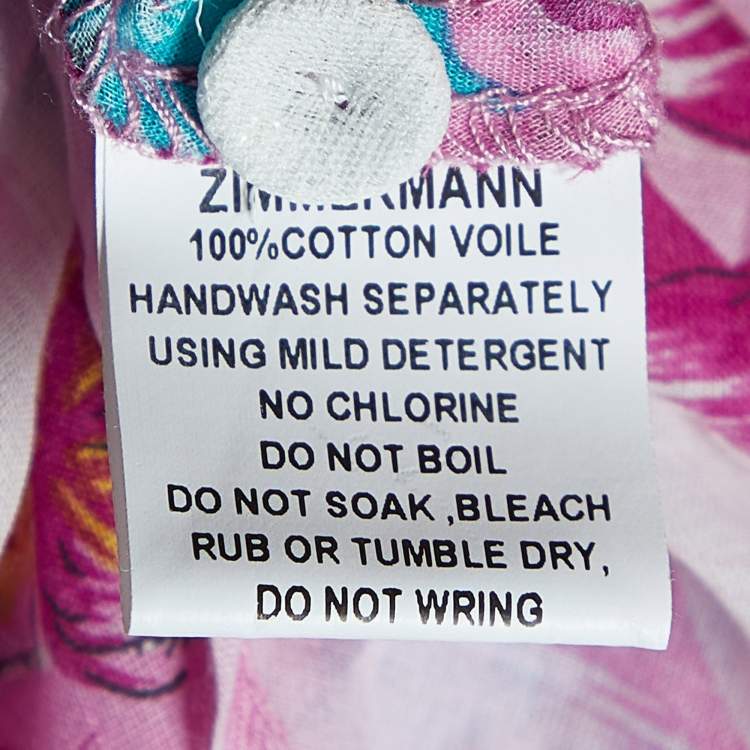 ZIMMERMANN
100%COTTON VOILE
HANDWASH SEPARATELY
USING MILD DETERGENT
NO CHLORINE
DO NOT BOIL
DO NOT SOAK ,BLEACH
RUB OR TUMBLE DRY,
DO NOT WRING